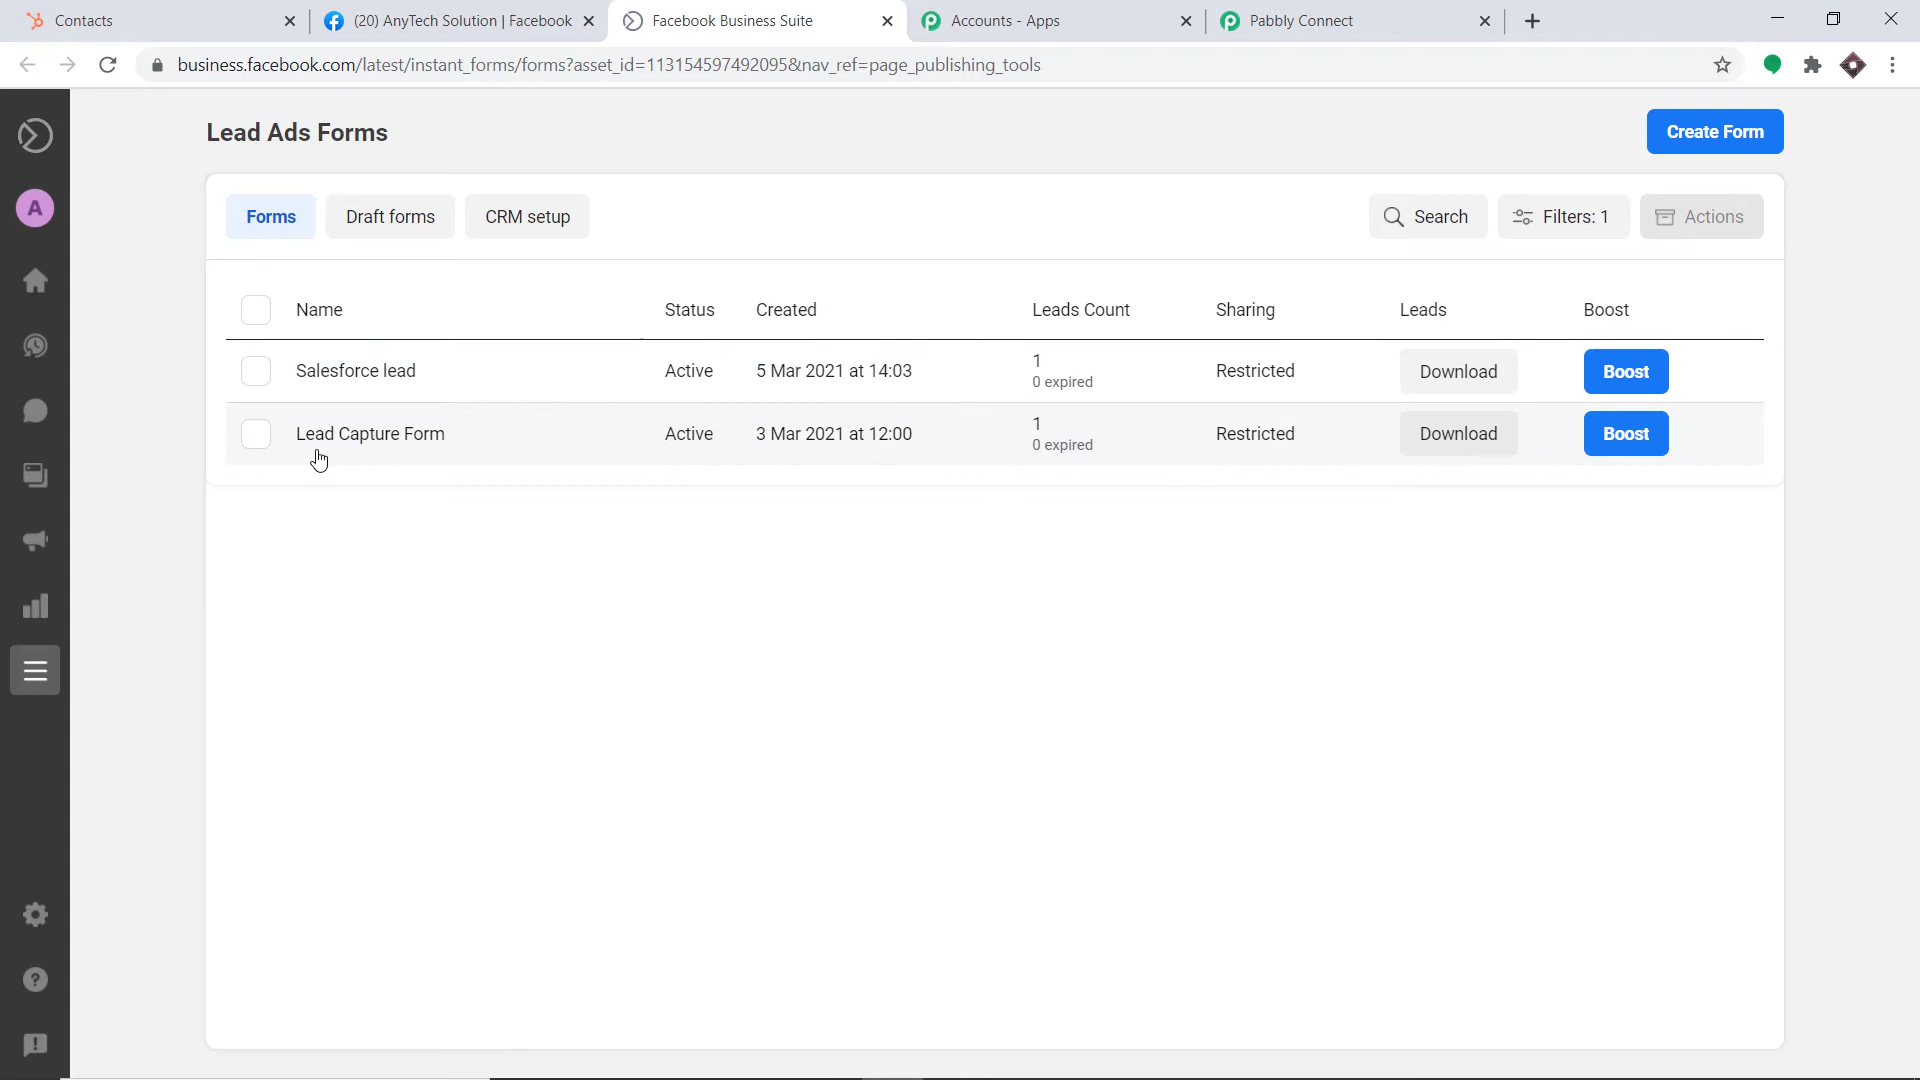 Contacts
(20) AnyTech Solution | Facebook
Facebook Business Suite
Accounts - Apps
Pabbly Connect
business.facebook.com/latest/instant_forms/forms?asset_id=113154597492095&nav_ref=page_publishing_tools
Lead Ads Forms
Create Form
A
Forms
Draft forms
CRM setup
Search
Filters: 1
Actions
Name Status Created Leads Count Sharing Leads Boost
Salesforce lead Active 5 Mar 2021 at 14:03 1 Restricted Download Boost
0 expired
Lead Capture Form Active 3 Mar 2021 at 12:00 1 Restricted Download Boost
0 expired